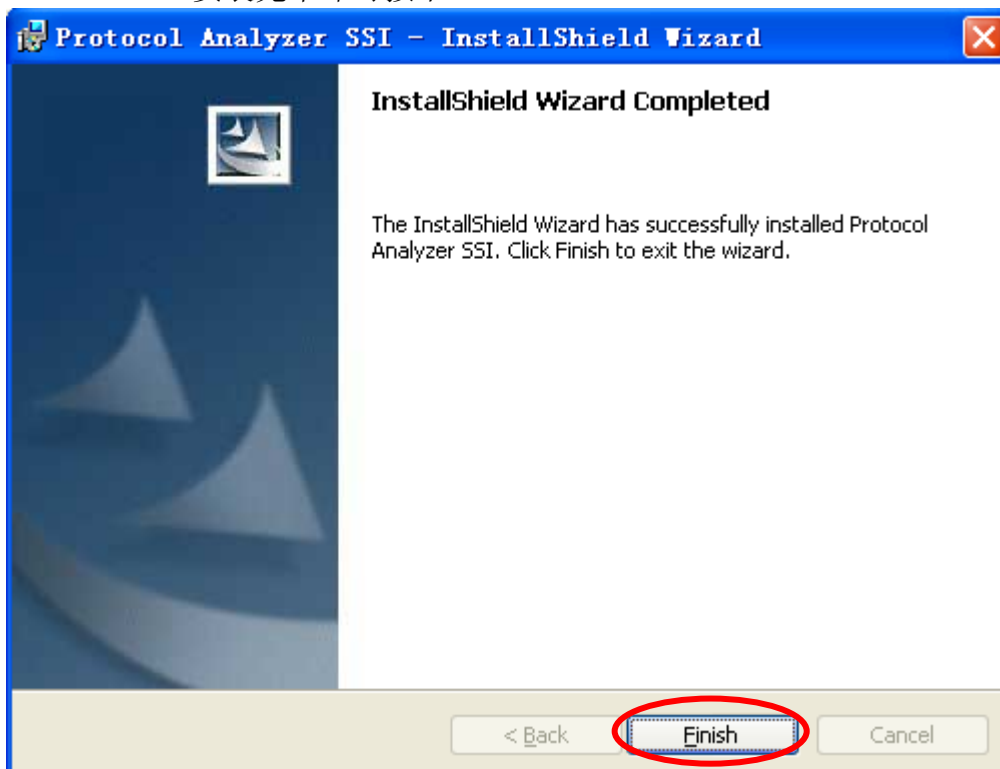 Protocol Analyzer SSI - InstallShield Wizard
InstallShield Wizard Completed
The InstallShield Wizard has successfully installed Protocol
Analyzer SSI. Click Finish to exit the wizard.
< Back
Finish
Cancel